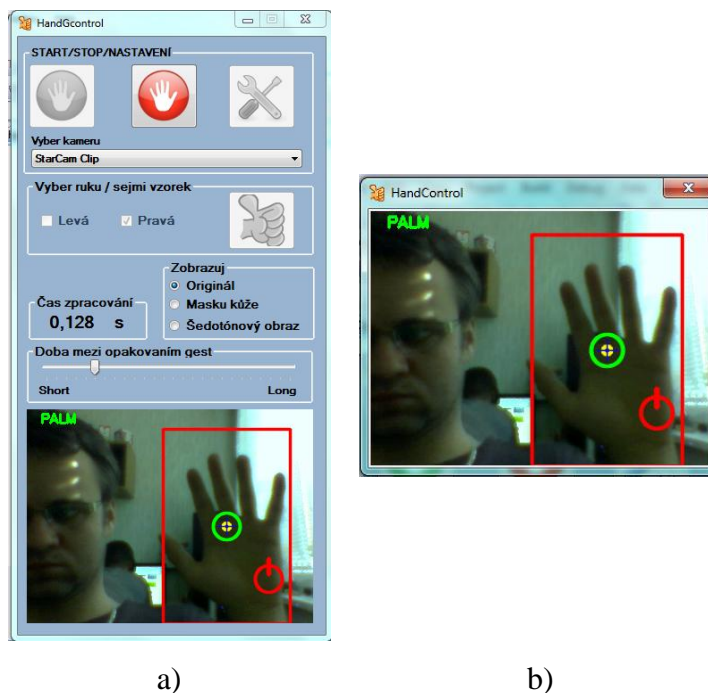 HandGcontrol
START/STOP/NASTAVENÍ
Vyber kameru
StarCam Clip
Vyber ruku / sejmi vzorek
Levá
Pravá
Čas zpracování
0,128 s
Zobrazuj
Originál
Masku kůže
Šedotónový obraz
Doba mezi opakovaním gest
Short
Long
PALM
a)
HandControl
PALM
b)